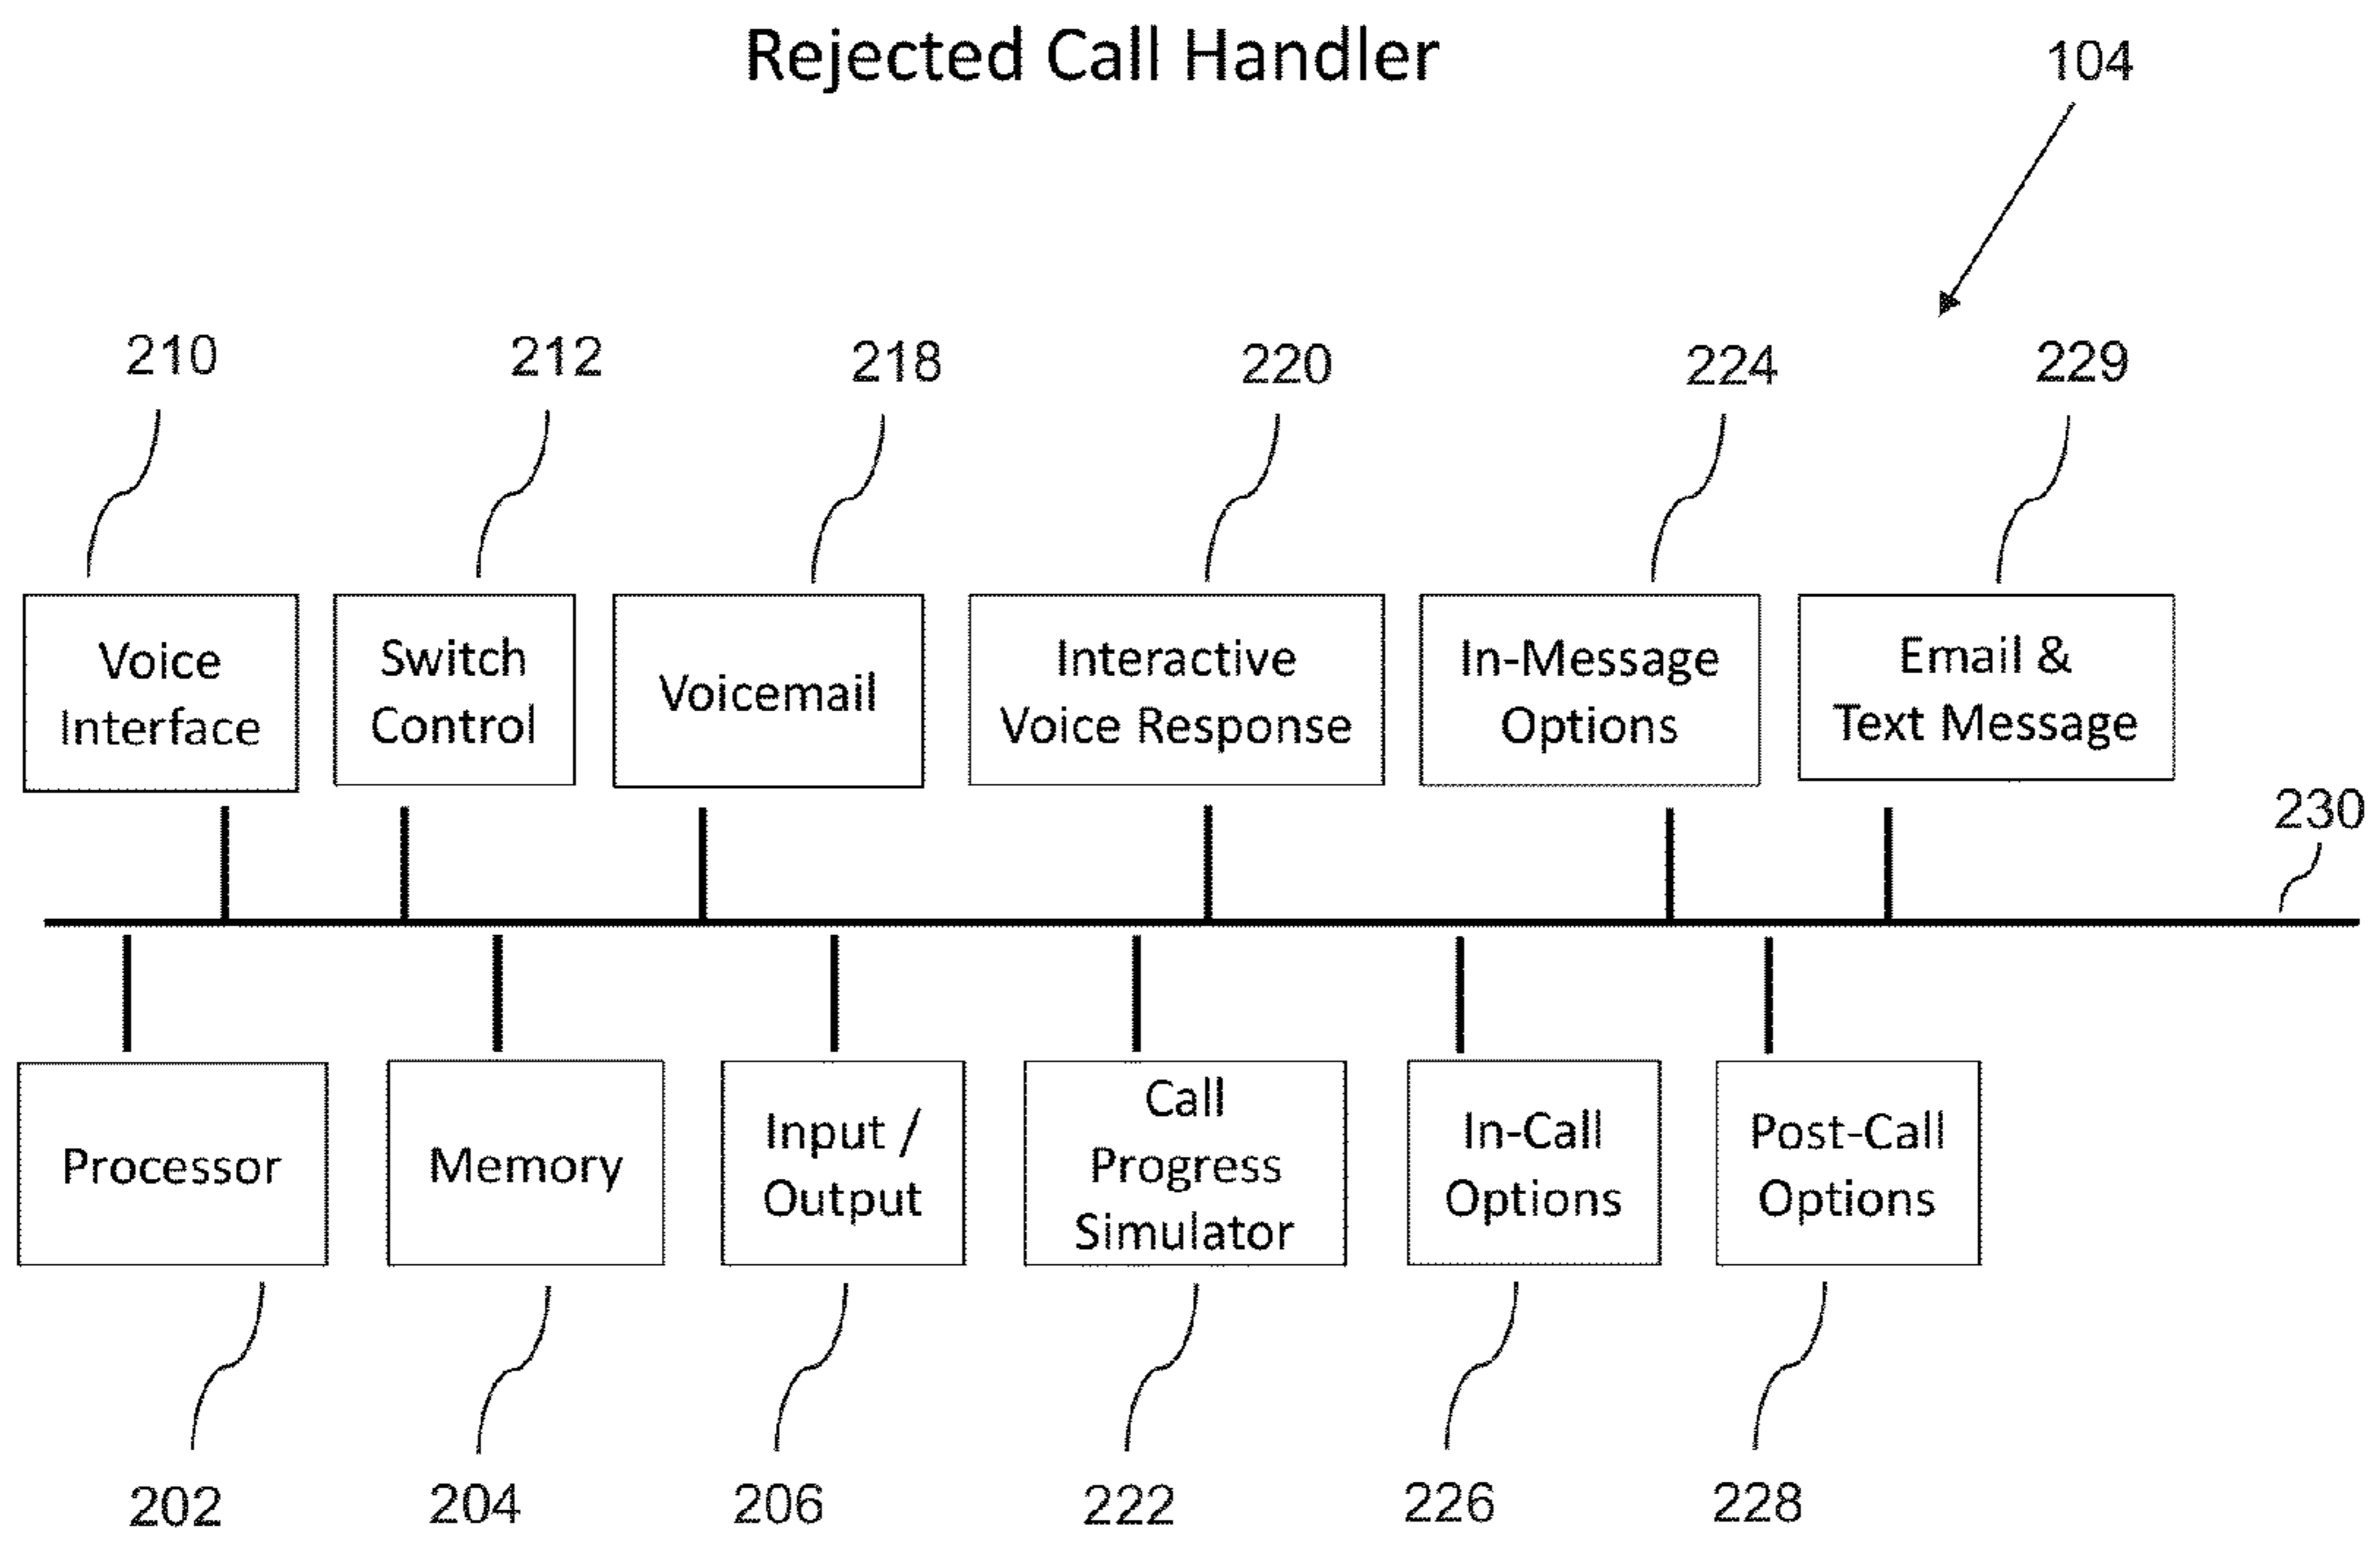 Rejected Call Handler
104
210
212
218
220
224
229
Voice
Interface
Switch
Control
Voicemail
Interactive
Voice Response
In-Message
Options
Email &
Text Message
230
Processor
Memory
Input /
Output
Call
Progress
Simulator
In-Call
Options
Post-Call
Options
202
204
206
222
226
228